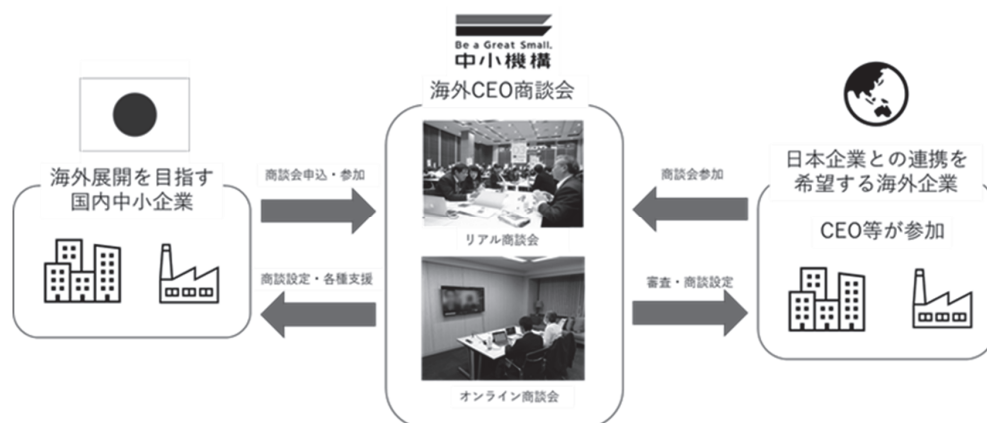 Be a Great Small.
中小機構
海外CEO商談会
海外展開を目指す
国内中小企業
商談会申込・参加
商談設定・各種支援
リアル商談会
オンライン商談会
商談会参加
審査・商談設定
日本企業との連携を
希望する海外企業
CEO等が参加